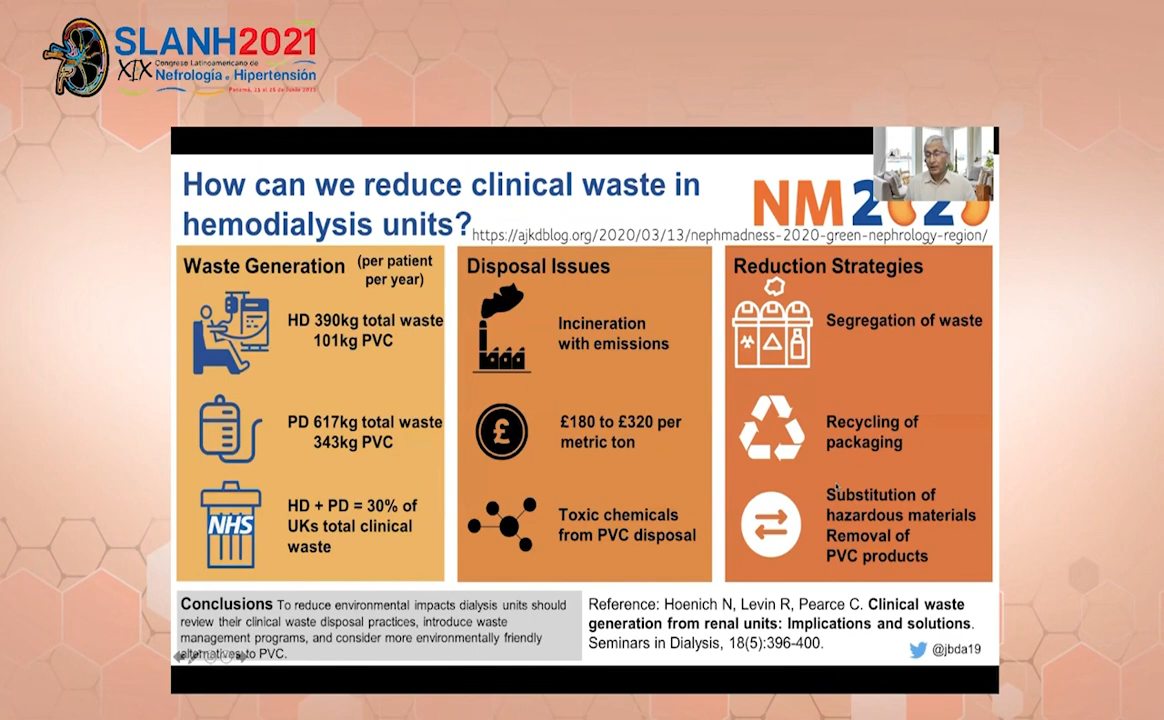 SLANH2021
XIX Congreso Latinoamericano de
Nefrología e Hipertensión
How can we reduce clinical waste in
hemodialysis units?
NM2020
https://ajkdblog.org/2020/03/13/nephmadness-2020-green-nephrology-region/
Waste Generation (per patient
per year)
HD 390kg total waste
101kg PVC
PD 617kg total waste
343kg PVC
NHS
HD + PD = 30% of
UKs total clinical
waste
Disposal Issues
Incineration
with emissions
£
£180 to £320 per
metric ton
Toxic chemicals
from PVC disposal
Reduction Strategies
Segregation of waste
Recycling of
packaging
Substitution of
hazardous materials
Removal of
PVC products
Conclusions To reduce environmental impacts dialysis units should
review their clinical waste disposal practices, introduce waste
management programs, and consider more environmentally friendly
alternatives to PVC.
Reference: Hoenich N, Levin R, Pearce C. Clinical waste
generation from renal units: Implications and solutions.
Seminars in Dialysis, 18(5):396-400.
@jbda19